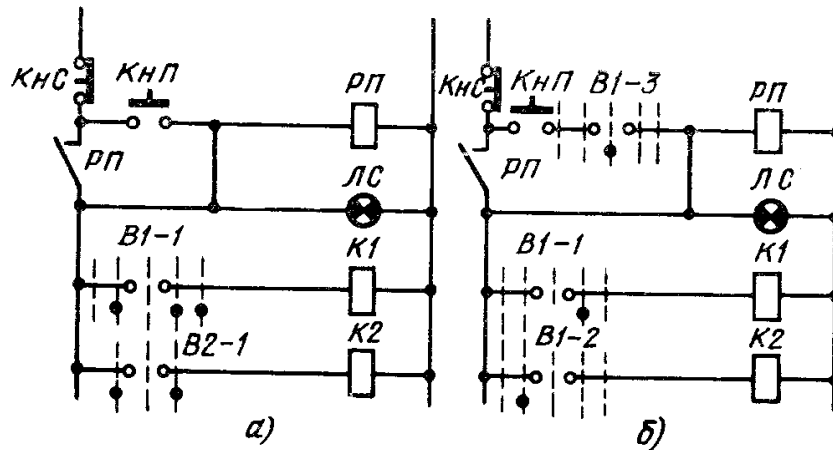 КнС
КнП
РП
РП
ЛС
В1-1
К1
В2-1
К2
а)
КнС
КнП
В1-3
РП
РП
ЛС
В1-1
К1
В1-2
К2
б)